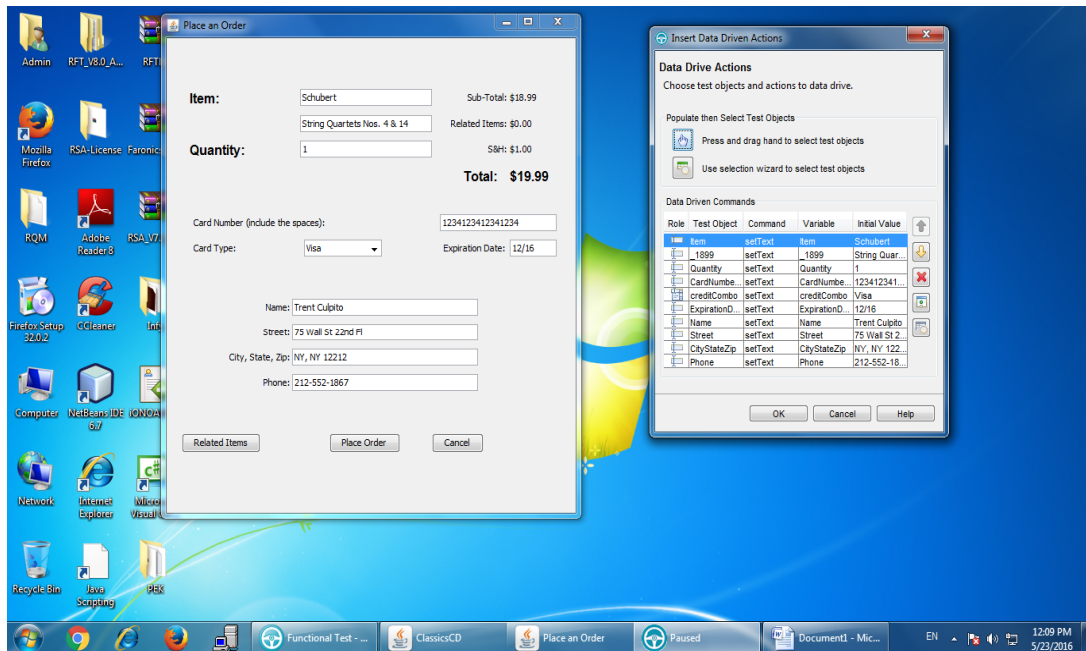 Admin
RFT_V8.0_A...
Mozilla
Firefox
RSA-License
Faronic
RQM
Adobe
Reader 8
RSA_V7.
Firefox Setup
32.0.2
CCleaner
Computer
NetBeans IDE
6.7
Network
Internet
Explorer
Recycle Bin
Java
Scripting
PEK
Place an Order
Item:
Schubert
Sub-Total: $18.99
String Quartets Nos. 4 & 14
Related Items: $0.00
Quantity:
1
S&H: $1.00
Total: $19.99
Card Number (include the spaces):
1234123412341234
Card Type:
Visa
Expiration Date:
12/16
Name: Trent Culpito
Street: 75 Wall St 22nd Fl
City, State, Zip: NY, NY 12212
Phone: 212-552-1867
Related Items
Place Order
Cancel
Insert Data Driven Actions
Data Drive Actions
Choose test objects and actions to data drive.
Populate then Select Test Objects
Press and drag hand to select test objects
Use selection wizard to select test objects
Data Driven Commands
Role Test Object Command Variable Initial Value
Item setText Item Schubert
_1899 setText _1899 String Quar...
Quantity setText Quantity 1
CardNumbe... setText CardNumbe... 123412341...
creditCombo setText creditCombo Visa
ExpirationD... setText ExpirationD... 12/16
Name setText Name Trent Culpito
Street setText Street 75 Wall St 2...
CityStateZip setText CityStateZip NY, NY 122...
Phone setText Phone 212-552-18...
OK
Cancel
Help
Functional Test - ...
ClassicsCD
Place an Order
Paused
Document1 - Mic...
EN
12:09 PM
5/23/2016